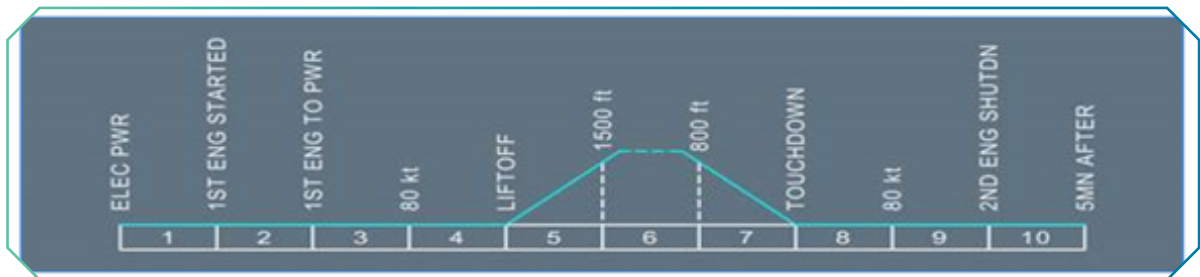 ELEC PWR
1ST ENG STARTED
1ST ENG TO PWR
80 kt
LIFTOFF
1500 ft
800 ft
TOUCHDOWN
80 kt
2ND ENG SHUTDN
5MN AFTER
1 2 3 4 5 6 7 8 9 10